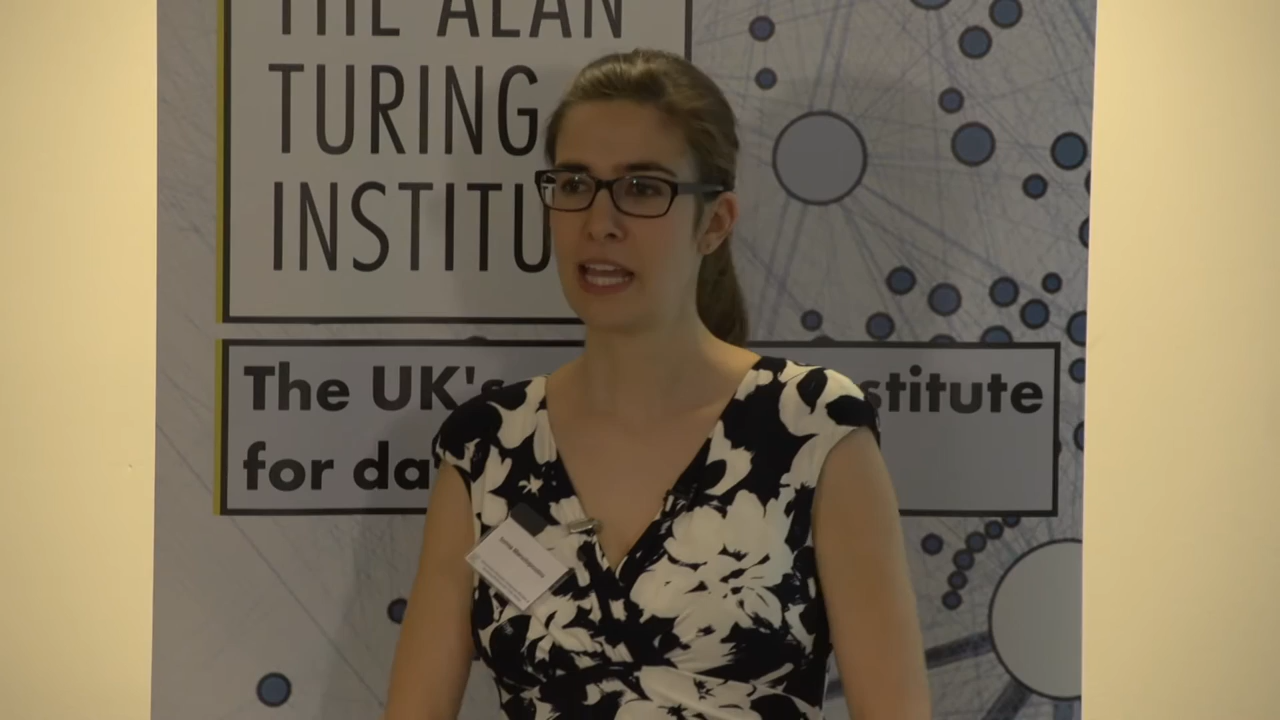 THE ALAN
TURING
INSTITU
The UK's stitute
for da